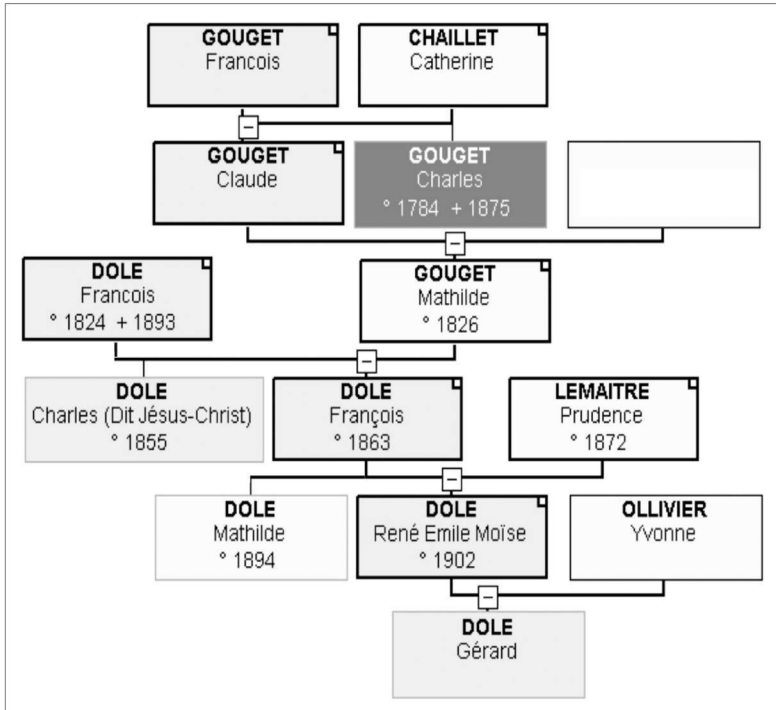 GOUGET
Francois
CHAILLET
Catherine
GOUGET
Claude
GOUGET
Charles
° 1784 + 1875
DOLE
Francois
° 1824 + 1893
GOUGET
Mathilde
° 1826
DOLE
Charles (Dit Jésus-Christ)
° 1855
DOLE
François
° 1863
LEMAITRE
Prudence
° 1872
DOLE
Mathilde
° 1894
DOLE
René Emile Moïse
° 1902
OLLIVIER
Yvonne
DOLE
Gérard